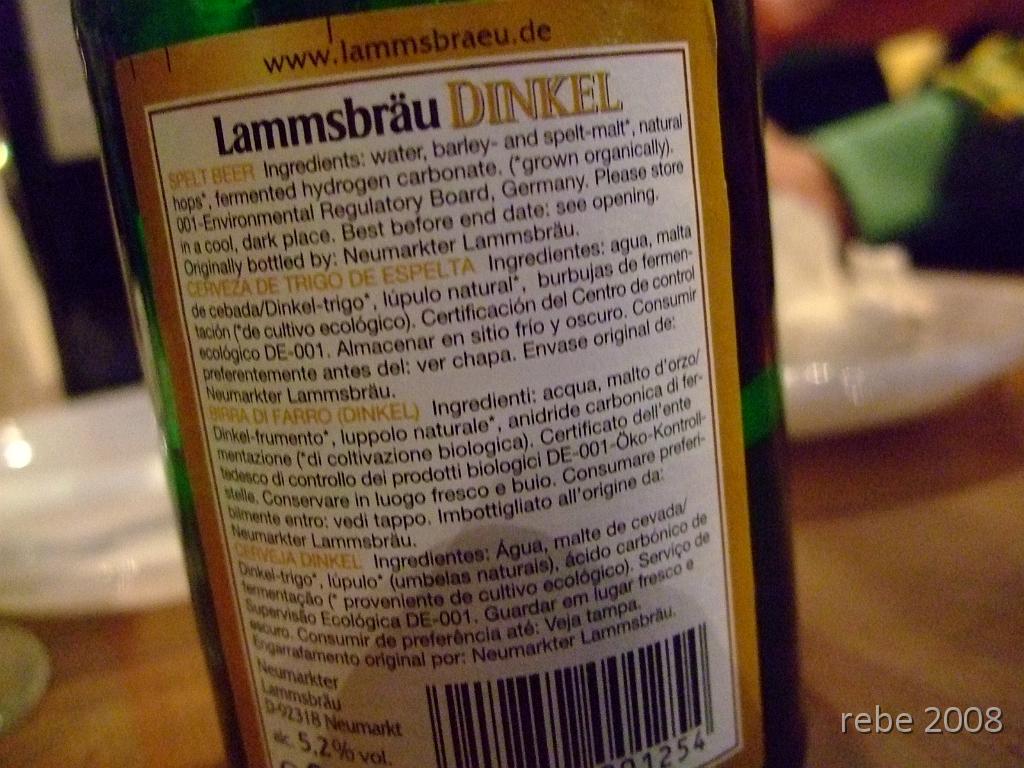 www.lammsbraeu.de
Lammsbräu DINKEL
SPELT BEER Ingredients: water, barley- and spelt-malt*, natural
hops*, fermented hydrogen carbonate. (*grown organically).
001-Environmental Regulatory Board, Germany. Please store
in a cool, dark place. Best before end date: see opening.
Originally bottled by: Neumarkter Lammsbräu.
CERVEZA DE TRIGO DE ESPELTA Ingredientes: agua, malta
de cebada/Dinkel-trigo*, lúpulo natural*, burbujas de fermen-
tación (*de cultivo ecológico). Certificación del Centro de control
ecológico DE-001. Almacenar en sitio frío y oscuro. Consumir
preferentemente antes del: ver chapa. Envase original de:
Neumarkter Lammsbräu.
BIRRA DI FARRO (DINKEL) Ingredienti: acqua, malto d'orzo/
Dinkel-frumento*, luppolo naturale*, anidride carbonica di fer-
mentazione (*di coltivazione biologica). Certificato dell'ente
tedesco di controllo dei prodotti biologici DE-001-Öko-Kontroll-
stelle. Conservare in luogo fresco e buio. Consumare preferi-
bilmente entro: vedi tappo. Imbottigliato all'origine da:
Neumarkter Lammsbräu.
CERVEJA DINKEL Ingredientes: Água, malte de cevada/
Dinkel-trigo*, lúpulo* (umbelas naturais), ácido carbónico de
fermentação (* proveniente de cultivo ecológico). Serviço de
Supervisão Ecológica DE-001. Guardar em lugar fresco e
escuro. Consumir de preferência até: Veja tampa.
Engarrafamento original por: Neumarkter Lammsbräu.
Neumarkter
Lammsbräu
D-92318 Neumarkt
alc. 5,2% vol.
01254
rebe 2008